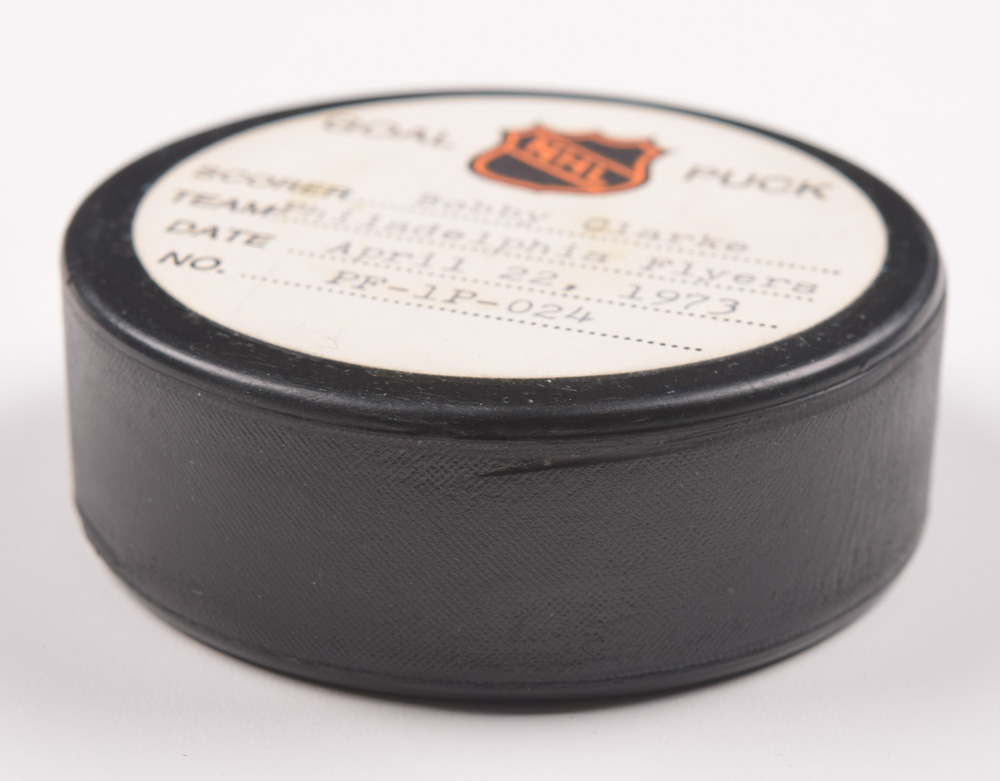 GOAL NHL PUCK
SCORER Bobby Clarke
TEAM Philadelphia Flyers
DATE April 22, 1973
NO. PF-1P-024